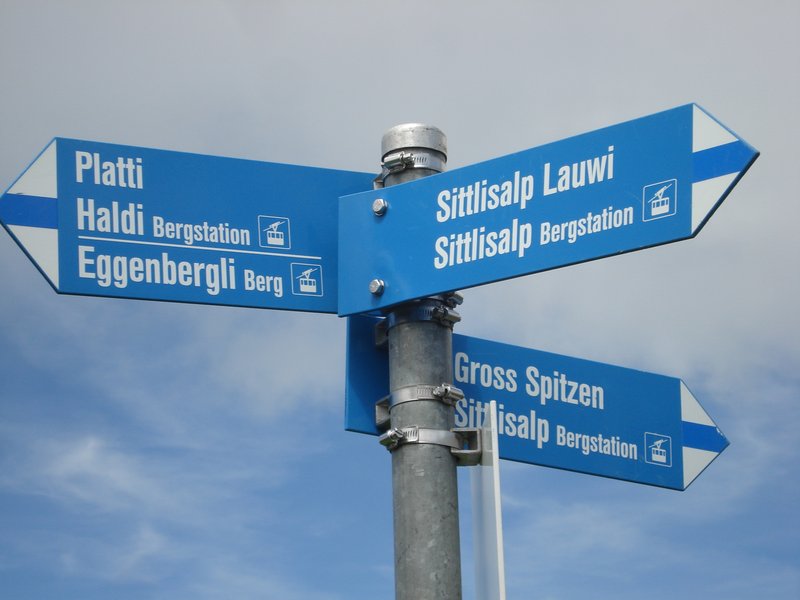 Platti
Haldi Bergstation
Eggenbergli Berg
Sittlisalp Lauwi
Sittlisalp Bergstation
Gross Spitzen
Sittlisalp Bergstation